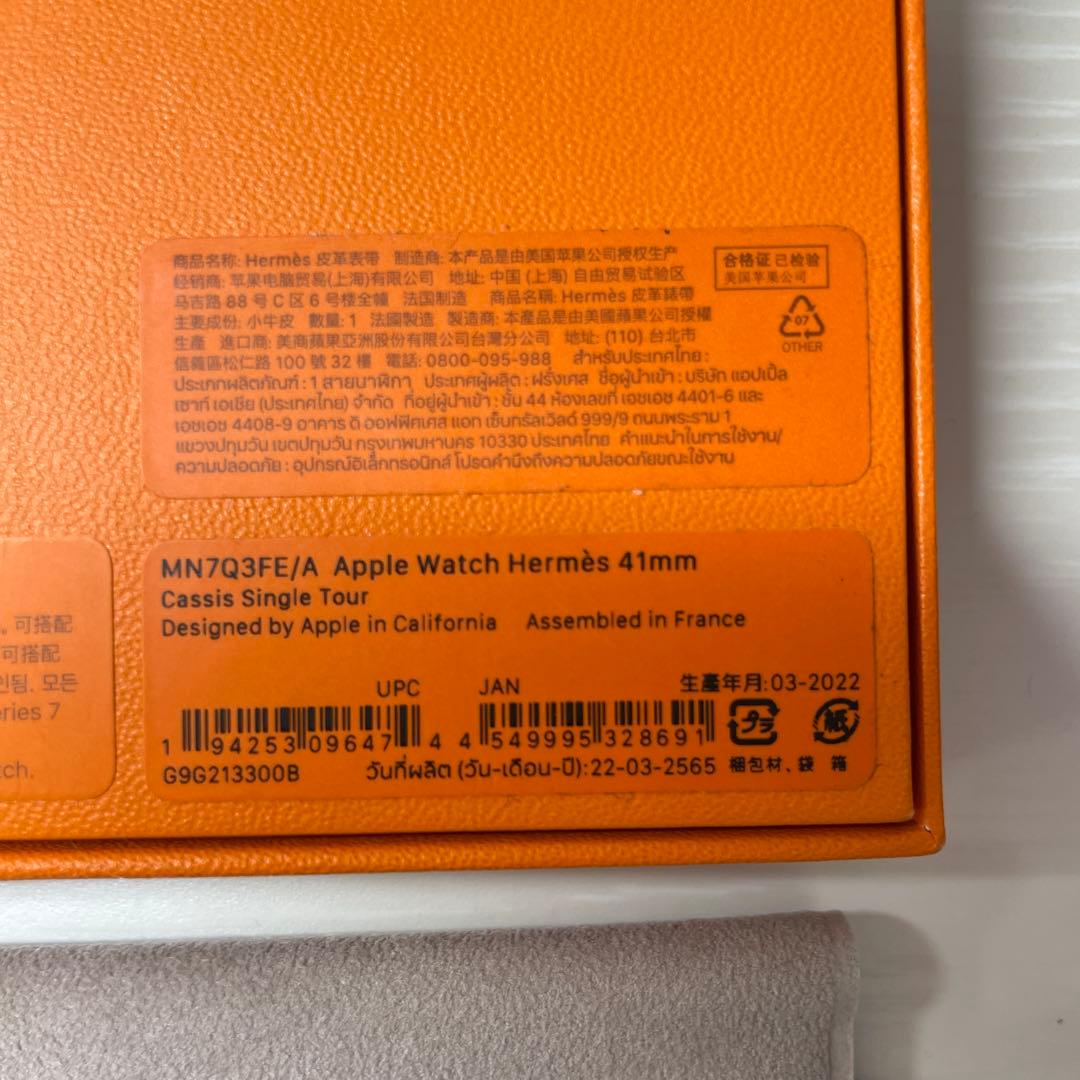 商品名称: Hermès 皮革表带 制造商: 本产品是由美国苹果公司授权生产
经销商: 苹果电脑贸易(上海)有限公司 地址: 中国 (上海) 自由贸易试验区
马吉路 88 号 C 区 6 号楼全幢 法国制造 商品名稱: Hermès 皮革錶帶
主要成份: 小牛皮 數量: 1 法國製造 製造商: 本產品是由美國蘋果公司授權
生產 進口商: 美商蘋果亞洲股份有限公司台灣分公司 地址: (110) 台北市
信義區松仁路 100 號 32 樓 電話: 0800-095-988 สำหรับประเทศไทย:
ประเภทผลิตภัณฑ์ : 1 สายนาฬิกา ประเทศผู้ผลิต : ฝรั่งเศส ชื่อผู้นำเข้า : บริษัท แอปเปิ้ล
เซาท์ เอเชีย (ประเทศไทย) จำกัด ที่อยู่ผู้นำเข้า : ชั้น 44 ห้องเลขที่ เอชเอช 4401-6 และ
เอชเอช 4408-9 อาคาร ดิ ออฟฟิศเศส แอท เซ็นทรัลเวิลด์ 999/9 ถนนพระราม 1
แขวงปทุมวัน เขตปทุมวัน กรุงเทพมหานคร 10330 ประเทศไทย คำแนะนำในการใช้งาน/
ความปลอดภัย : อุปกรณ์อิเล็กทรอนิกส์ โปรดคำนึงถึงความปลอดภัยขณะใช้งาน
合格证 已检验
美国苹果公司
07
OTHER
可搭配
可搭配
인됨. 모든
eries 7
tch.
MN7Q3FE/A Apple Watch Hermès 41mm
Cassis Single Tour
Designed by Apple in California Assembled in France
UPC JAN 生產年月:03-2022
1 94253 09647 4 4 549995 328691 プラ 紙
G9G213300B วันที่ผลิต (วัน-เดือน-ปี):22-03-2565 梱包材、袋 箱